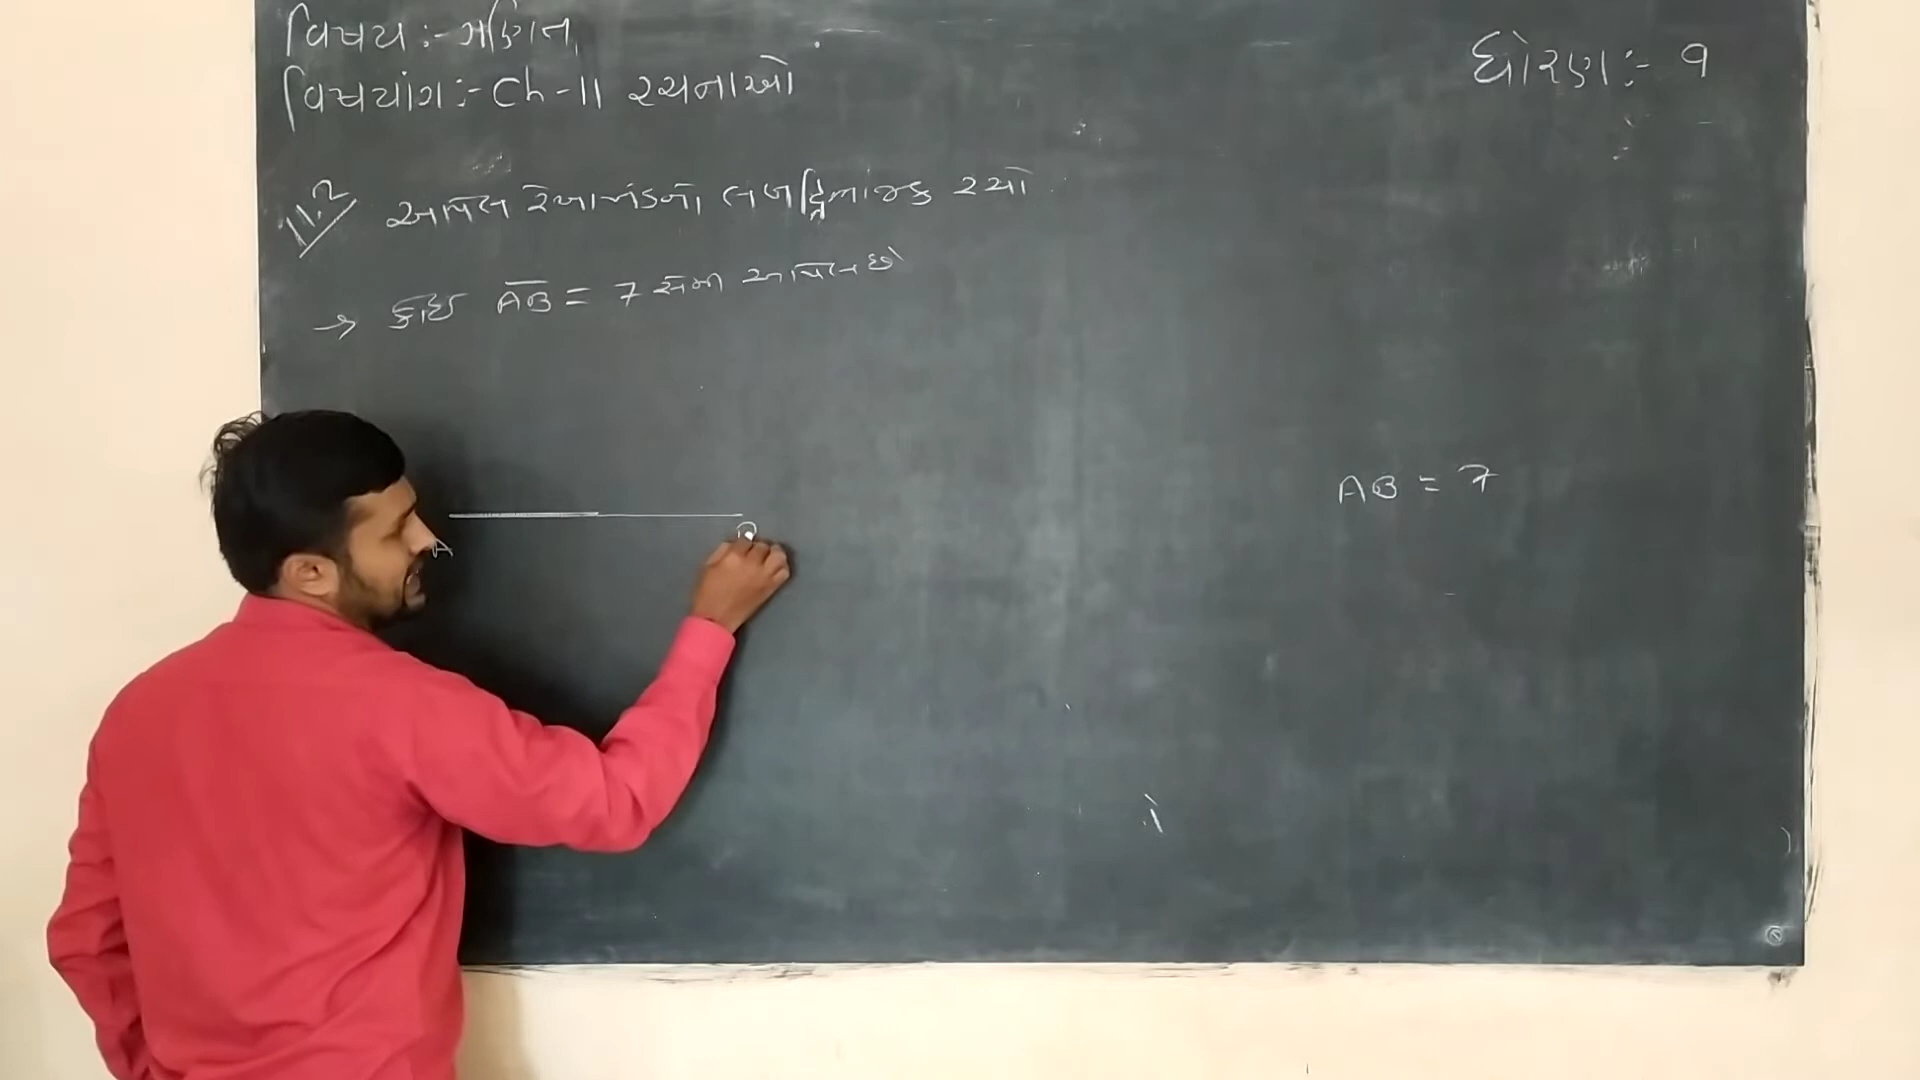 વિષય :- ગણિત
ધોરણ :- 9
વિષયાંગ :- Ch-11 રચનાઓ
11.2 આપેલ રેખાખંડનો લંબદ્વિભાજક રચો
→ કોઈ AB = 7 સેમી આપેલ છે
AB = 7
A B